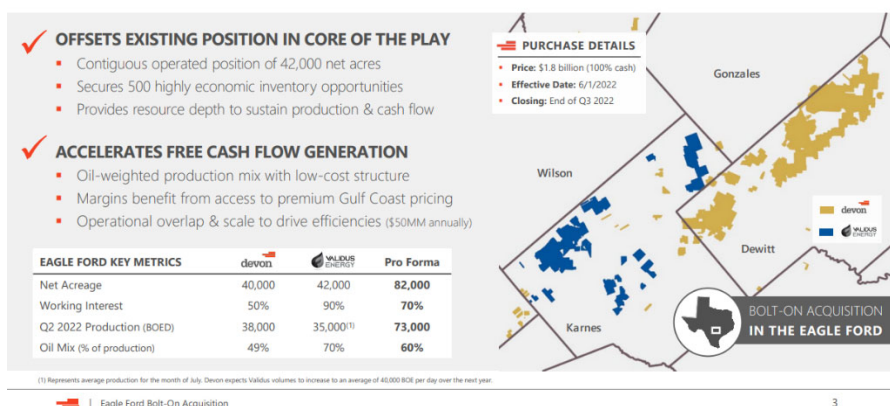 OFFSETS EXISTING POSITION IN CORE OF THE PLAY
▪ Contiguous operated position of 42,000 net acres
▪ Secures 500 highly economic inventory opportunities
▪ Provides resource depth to sustain production & cash flow
ACCELERATES FREE CASH FLOW GENERATION
▪ Oil-weighted production mix with low-cost structure
▪ Margins benefit from access to premium Gulf Coast pricing
▪ Operational overlap & scale to drive efficiencies ($50MM annually)
EAGLE FORD KEY METRICS devon VALIDUS ENERGY Pro Forma
Net Acreage 40,000 42,000 82,000
Working Interest 50% 90% 70%
Q2 2022 Production (BOED) 38,000 35,000(1) 73,000
Oil Mix (% of production) 49% 70% 60%
PURCHASE DETAILS
• Price: $1.8 billion (100% cash)
• Effective Date: 6/1/2022
• Closing: End of Q3 2022
Gonzales
Wilson
devon
VALIDUS ENERGY
Dewitt
Karnes
BOLT-ON ACQUISITION
IN THE EAGLE FORD
(1) Represents average production for the month of July. Devon expects Validus volumes to increase to an average of 40,000 BOE per day over the next year.
| Eagle Ford Bolt-On Acquisition
3